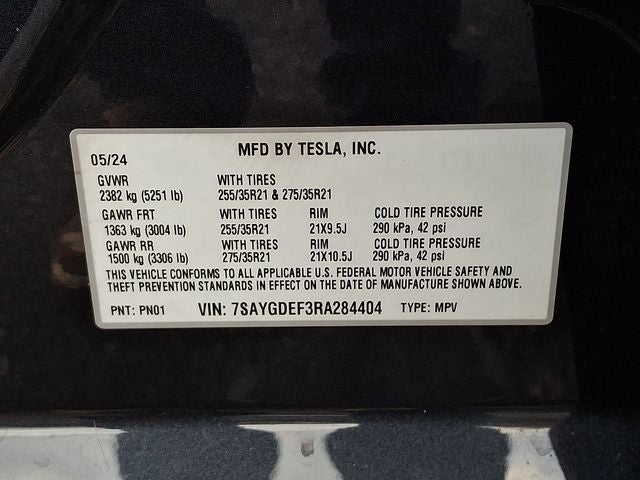 MFD BY TESLA, INC.
05/24
GVWR WITH TIRES
2382 kg (5251 lb) 255/35R21 & 275/35R21
GAWR FRT WITH TIRES RIM COLD TIRE PRESSURE
1363 kg (3004 lb) 255/35R21 21X9.5J 290 kPa, 42 psi
GAWR RR WITH TIRES RIM COLD TIRE PRESSURE
1500 kg (3306 lb) 275/35R21 21X10.5J 290 kPa, 42 psi
THIS VEHICLE CONFORMS TO ALL APPLICABLE U.S. FEDERAL MOTOR VEHICLE SAFETY AND
THEFT PREVENTION STANDARDS IN EFFECT ON THE DATE OF MANUFACTURE SHOWN ABOVE.
PNT: PN01 VIN: 7SAYGDEF3RA284404 TYPE: MPV